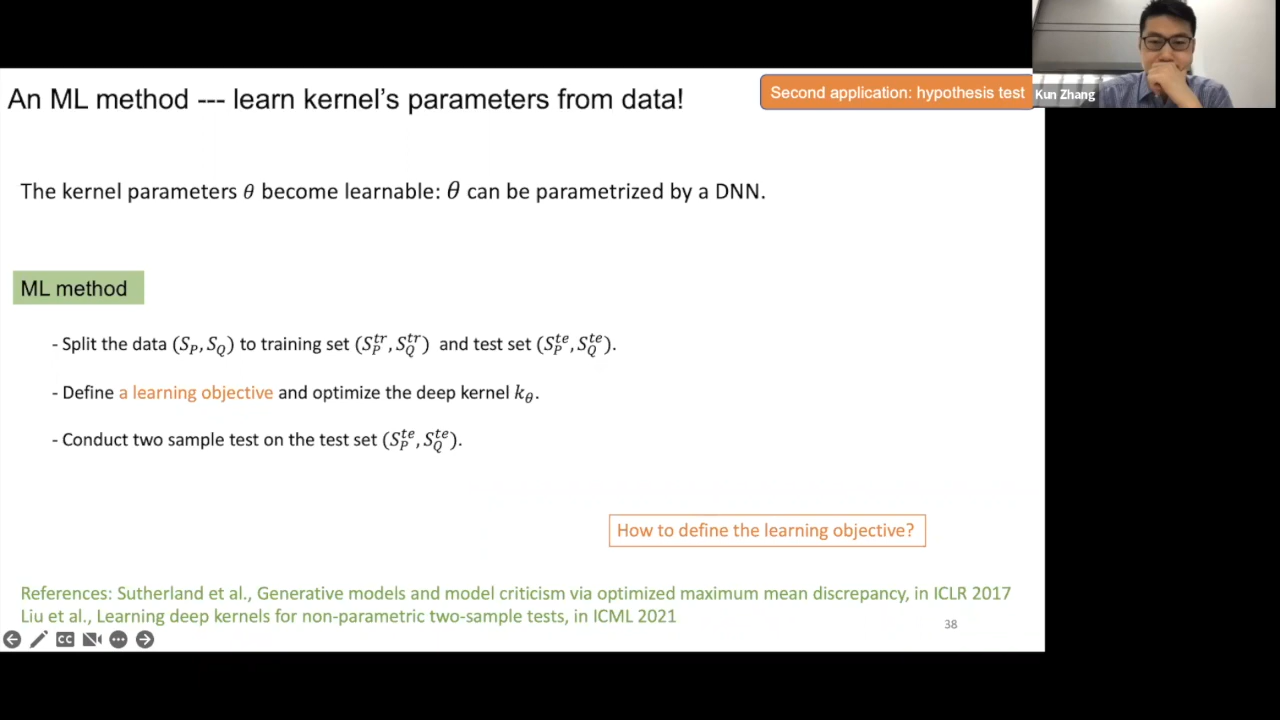 An ML method --- learn kernel's parameters from data!
Second application: hypothesis test
Kun Zhang
The kernel parameters θ become learnable: θ can be parametrized by a DNN.
ML method
- Split the data (S_P, S_Q) to training set (S_P^{tr}, S_Q^{tr}) and test set (S_P^{te}, S_Q^{te}).
- Define a learning objective and optimize the deep kernel k_θ.
- Conduct two sample test on the test set (S_P^{te}, S_Q^{te}).
How to define the learning objective?
References: Sutherland et al., Generative models and model criticism via optimized maximum mean discrepancy, in ICLR 2017
Liu et al., Learning deep kernels for non-parametric two-sample tests, in ICML 2021
38
CC